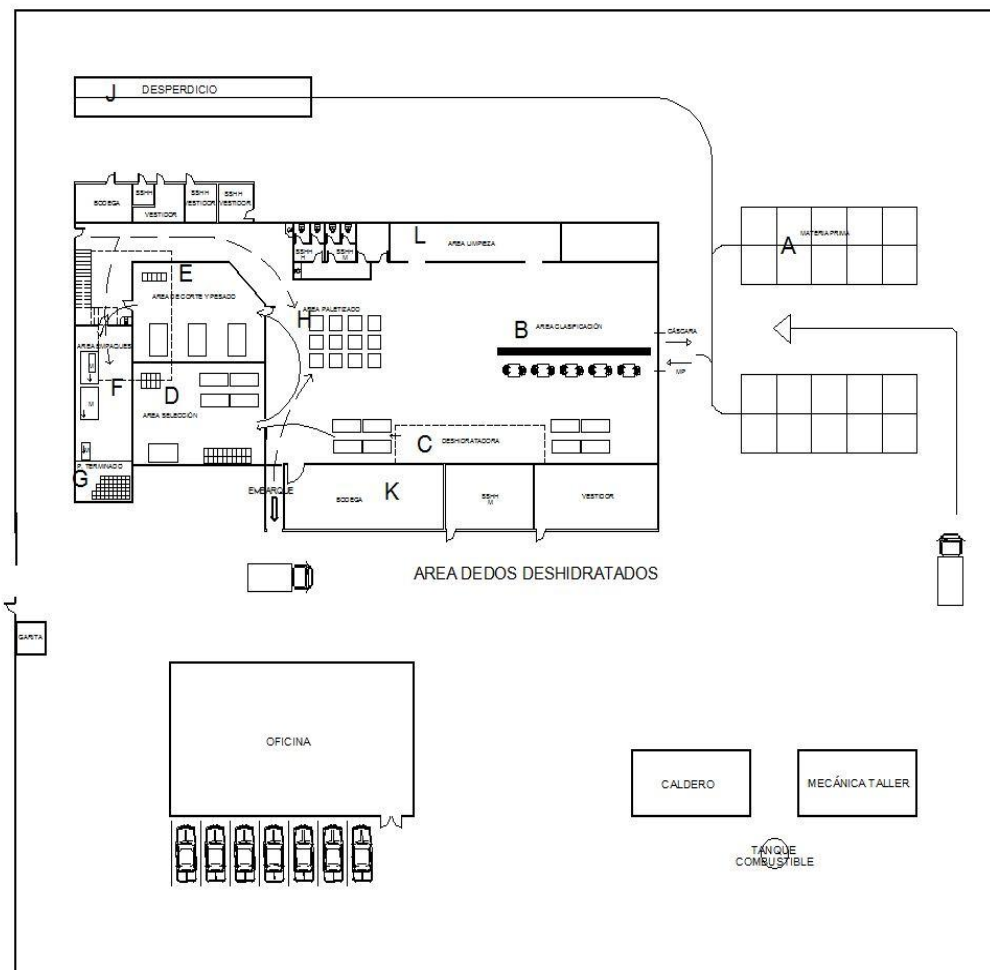 J DESPERDICIO
BODEGA
SSHH
VESTIDOR
SSHH
VESTIDOR
SSHH
VESTIDOR
SSHH
H
SSHH
M
L
AREA LIMPIEZA
MATERIA PRIMA
A
E
AREA DE CORTE Y PESADO
AREA PALETIZADO
H
B AREA CLASIFICACIÓN
CÁSCARA
MP
AREA EMPAQUES
M
F
M
M
D
AREA SELECCIÓN
C DESHIDRATADORA
P. TERMINADO
G
EMBARQUE
BODEGA K
SSHH
M
VESTIDOR
AREA DEDOS DESHIDRATADOS
GARITA
OFICINA
CALDERO
MECÁNICA TALLER
TANQUE
COMBUSTIBLE